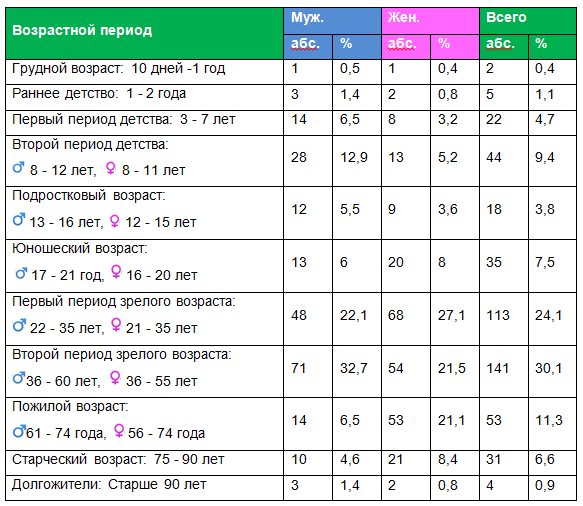 Возрастной период Муж. Жен. Всего
абс. % абс. % абс. %
Грудной возраст: 10 дней -1 год 1 0,5 1 0,4 2 0,4
Раннее детство: 1 - 2 года 3 1,4 2 0,8 5 1,1
Первый период детства: 3 - 7 лет 14 6,5 8 3,2 22 4,7
Второй период детства:
♂ 8 - 12 лет, ♀ 8 - 11 лет 28 12,9 13 5,2 44 9,4
Подростковый возраст:
♂ 13 - 16 лет, ♀ 12 - 15 лет 12 5,5 9 3,6 18 3,8
Юношеский возраст:
♂ 17 - 21 год, ♀ 16 - 20 лет 13 6 20 8 35 7,5
Первый период зрелого возраста:
♂ 22 - 35 лет, ♀ 21 - 35 лет 48 22,1 68 27,1 113 24,1
Второй период зрелого возраста:
♂36 - 60 лет, ♀ 36 - 55 лет 71 32,7 54 21,5 141 30,1
Пожилой возраст:
♂61 - 74 года, ♀ 56 - 74 года 14 6,5 53 21,1 53 11,3
Старческий возраст: 75 - 90 лет 10 4,6 21 8,4 31 6,6
Долгожители: Старше 90 лет 3 1,4 2 0,8 4 0,9